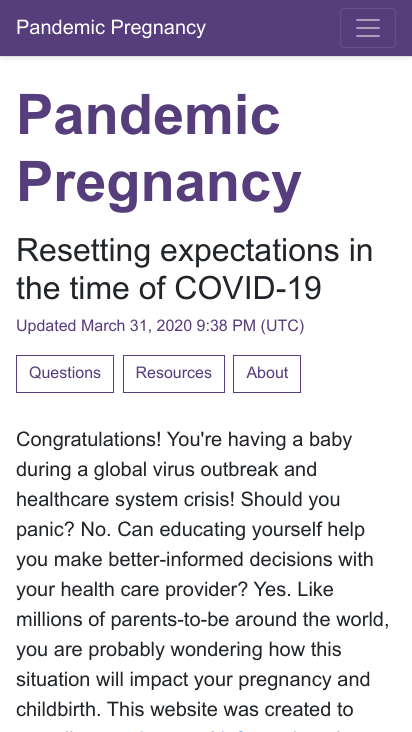 Pandemic Pregnancy
Pandemic
Pregnancy
Resetting expectations in
the time of COVID-19
Updated March 31, 2020 9:38 PM (UTC)
Questions
Resources
About
Congratulations! You're having a baby
during a global virus outbreak and
healthcare system crisis! Should you
panic? No. Can educating yourself help
you make better-informed decisions with
your health care provider? Yes. Like
millions of parents-to-be around the world,
you are probably wondering how this
situation will impact your pregnancy and
childbirth. This website was created to